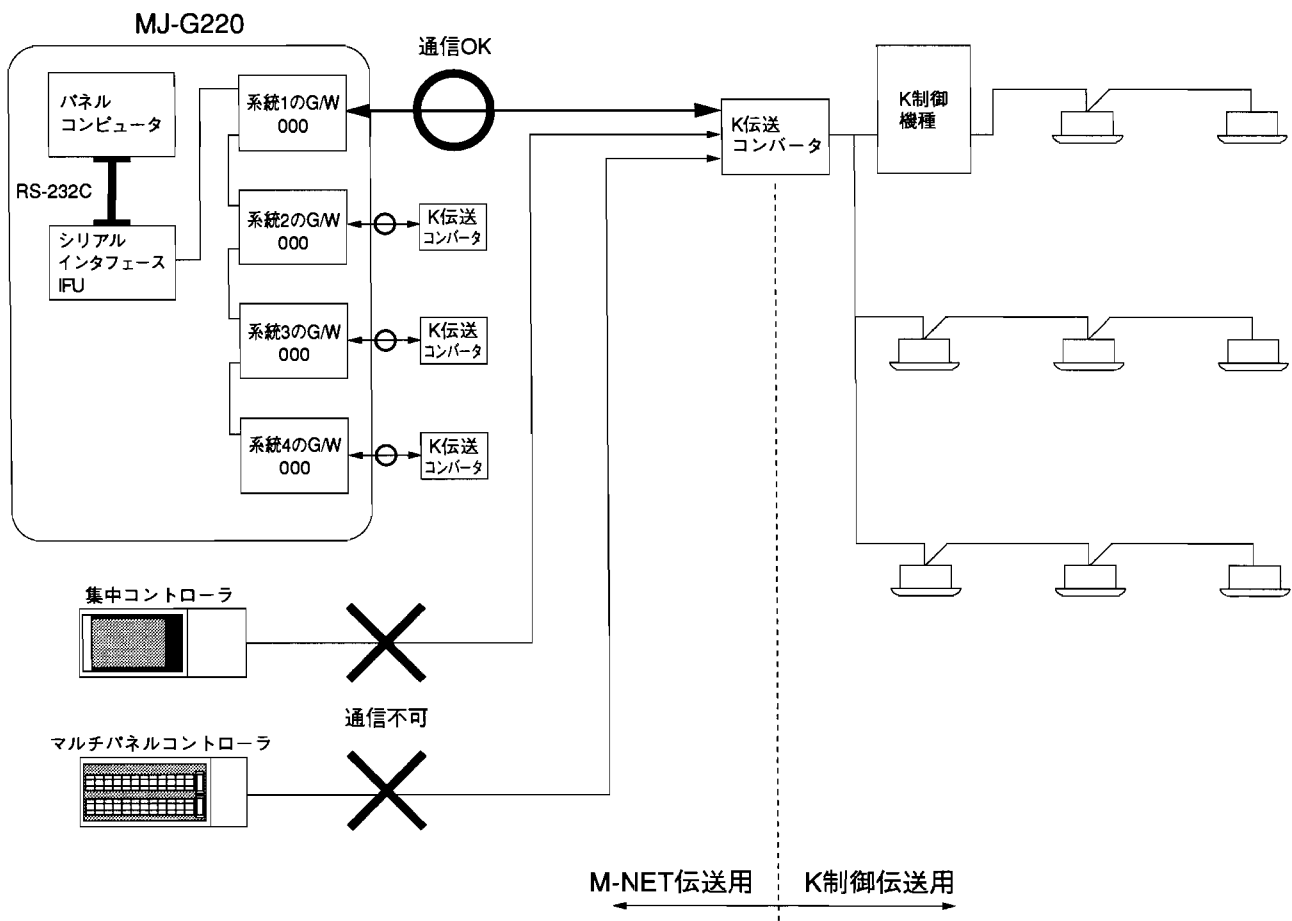 MJ-G220
通信OK
パネル
コンピュータ
RS-232C
シリアル
インタフェース
IFU
系統1のG/W
000
系統2のG/W
000
系統3のG/W
000
系統4のG/W
000
K伝送
コンバータ
K伝送
コンバータ
K伝送
コンバータ
K伝送
コンバータ
K制御
機種
集中コントローラ
通信不可
マルチパネルコントローラ
M-NET伝送用
K制御伝送用